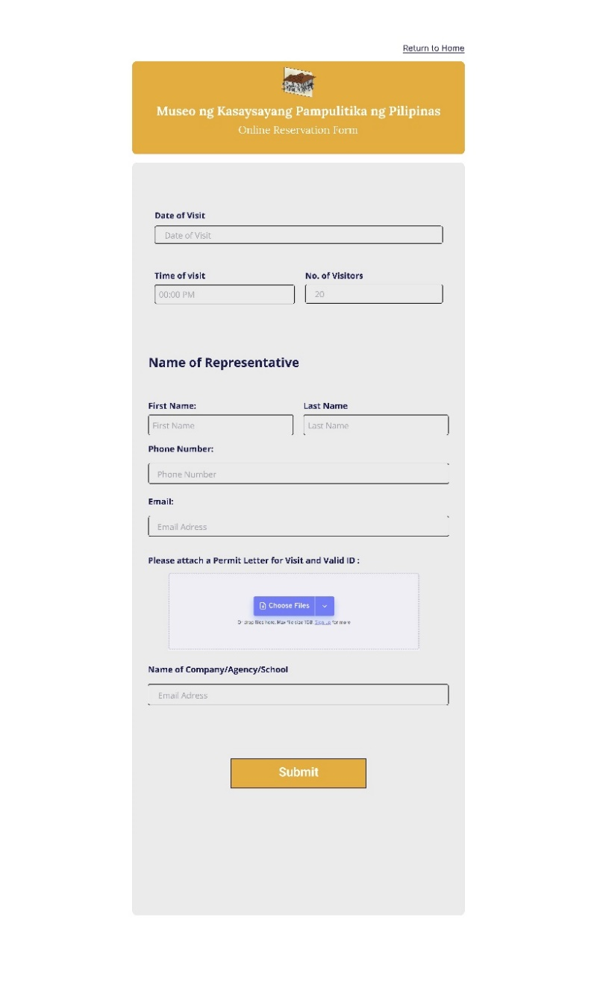 Return to Home
Museo ng Kasaysayang Pampulitika ng Pilipinas
Online Reservation Form
Date of Visit
Date of Visit
Time of visit No. of Visitors
00:00 PM 20
Name of Representative
First Name: Last Name
First Name Last Name
Phone Number:
Phone Number
Email:
Email Adress
Please attach a Permit Letter for Visit and Valid ID :
Choose Files
Or drop files here. Max file size 1GB. Sign up for more
Name of Company/Agency/School
Email Adress
Submit